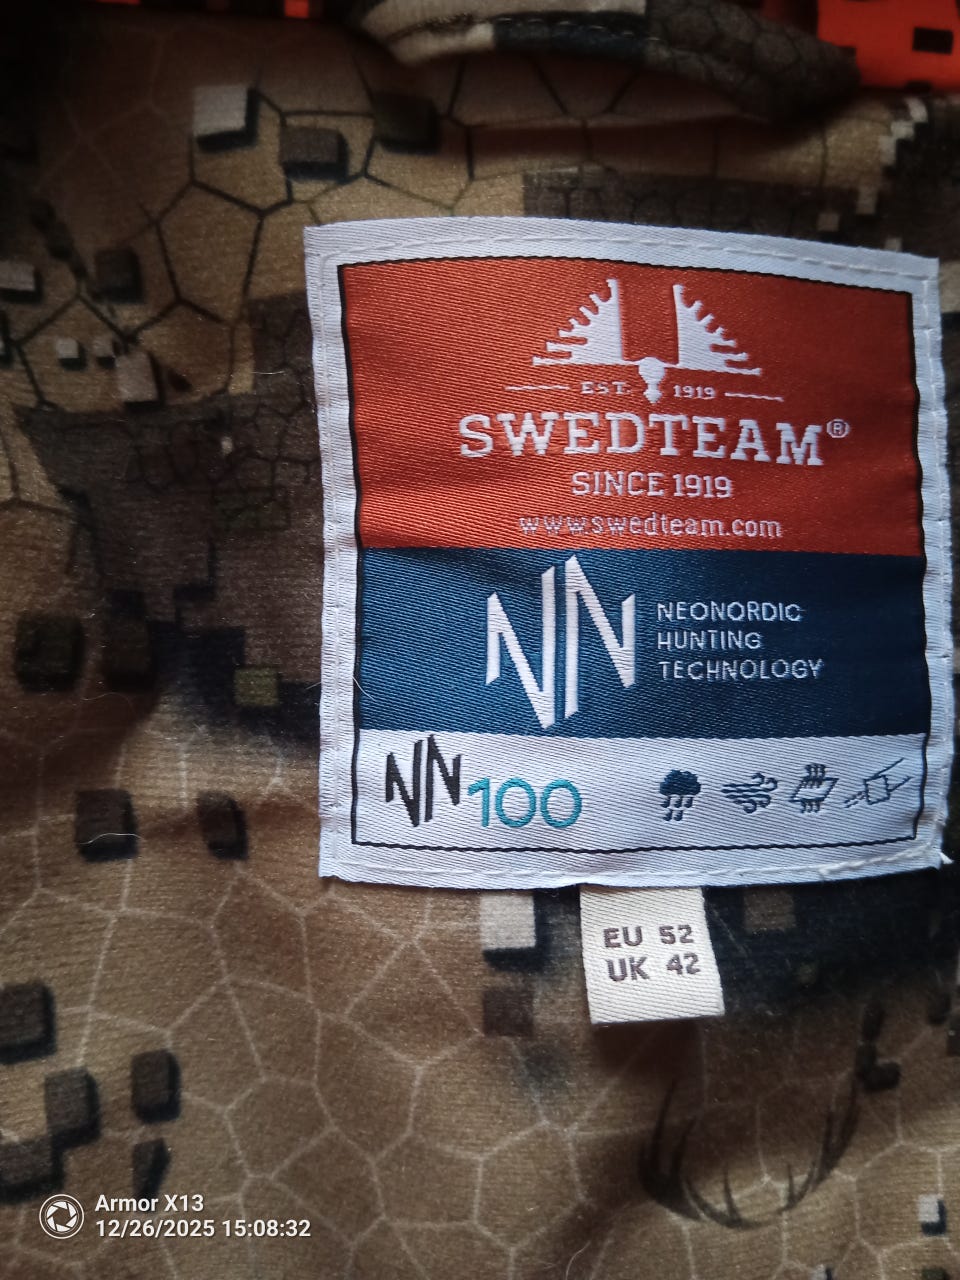 EST. 1919
SWEDTEAM®
SINCE 1919
www.swedteam.com
NN NEONORDIC
HUNTING
TECHNOLOGY
NN100
EU 52
UK 42
Armor X13
12/26/2025 15:08:32